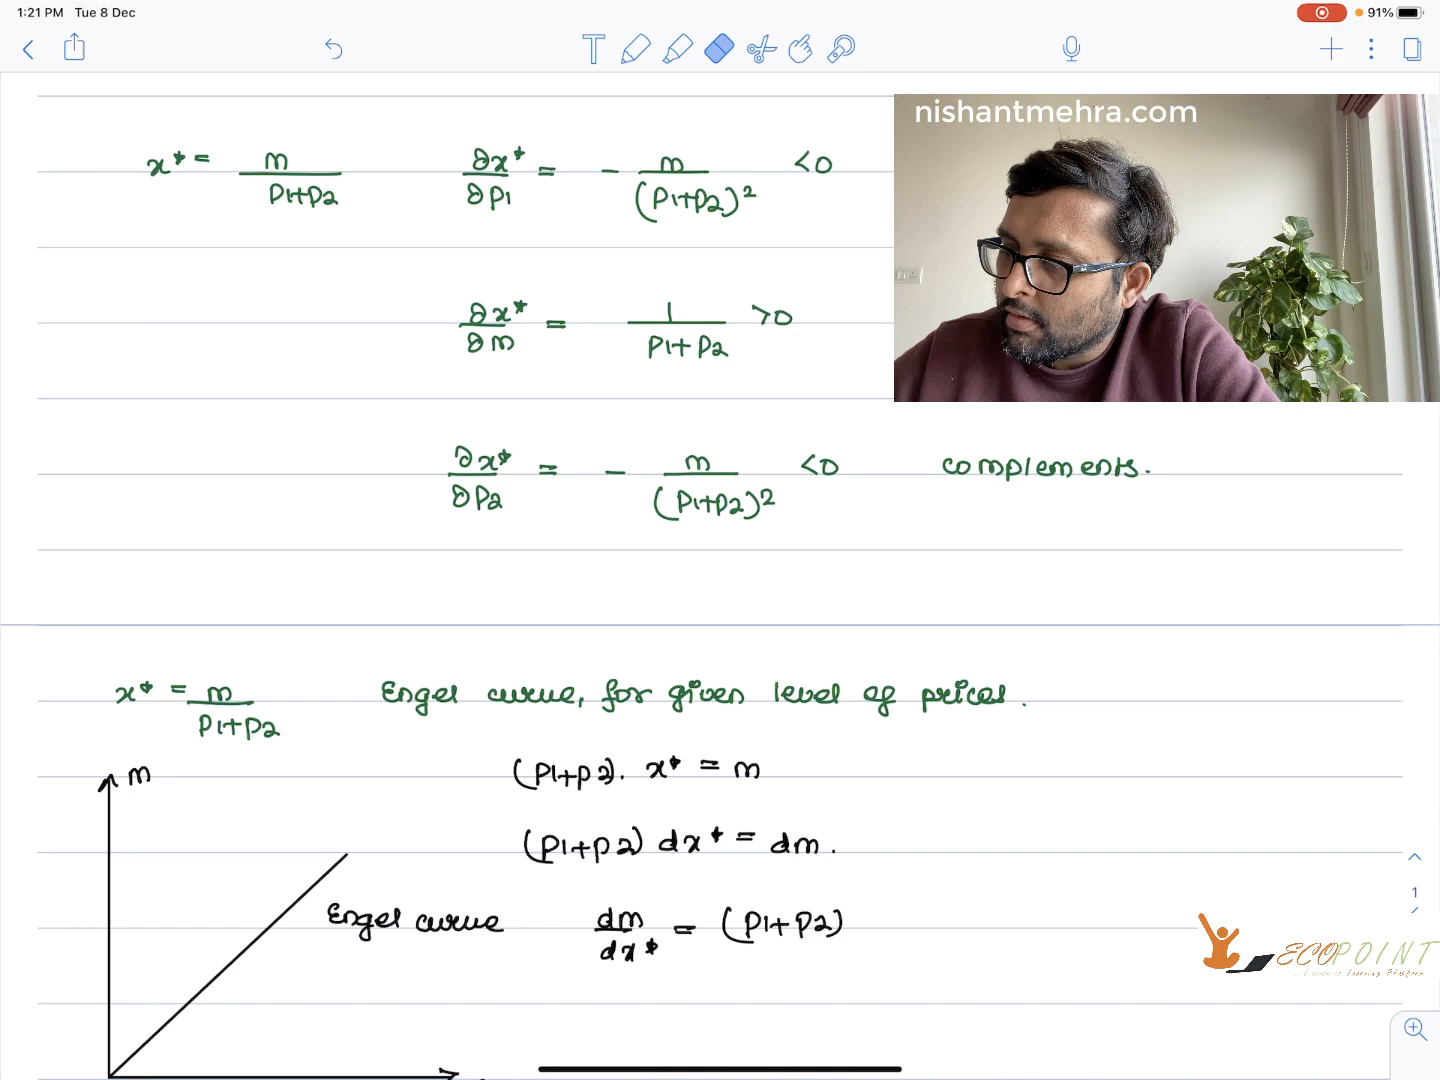 1:21 PM Tue 8 Dec
91%
nishantmehra.com
x* = m / P1+P2 ∂x*/∂P1 = - m / (P1+P2)² <0
∂x*/∂m = 1 / P1+P2 >0
∂x*/∂P2 = - m / (P1+P2)² <0 complements.
x* = m / P1+P2 Engel curve, for given level of prices.
m
(P1+P2). x* = m
(P1+P2) dx* = dm.
Engel curve dm/dx* = (P1+P2)
1
ECOPOINT
Learning Platform